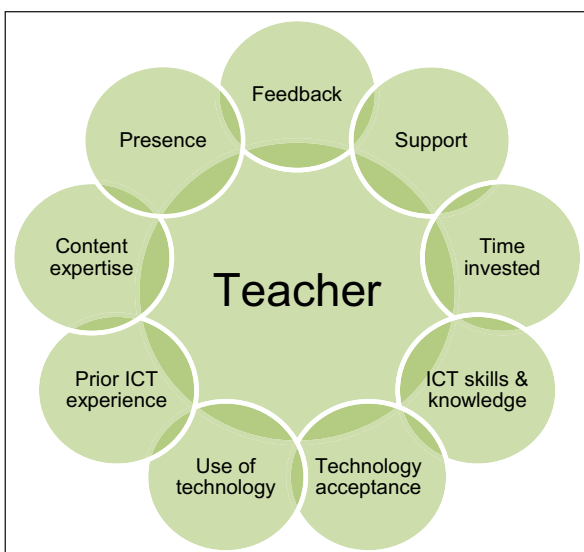 Feedback
Support
Time
invested
ICT skills &
knowledge
Technology
acceptance
Use of
technology
Prior ICT
experience
Content
expertise
Presence
Teacher